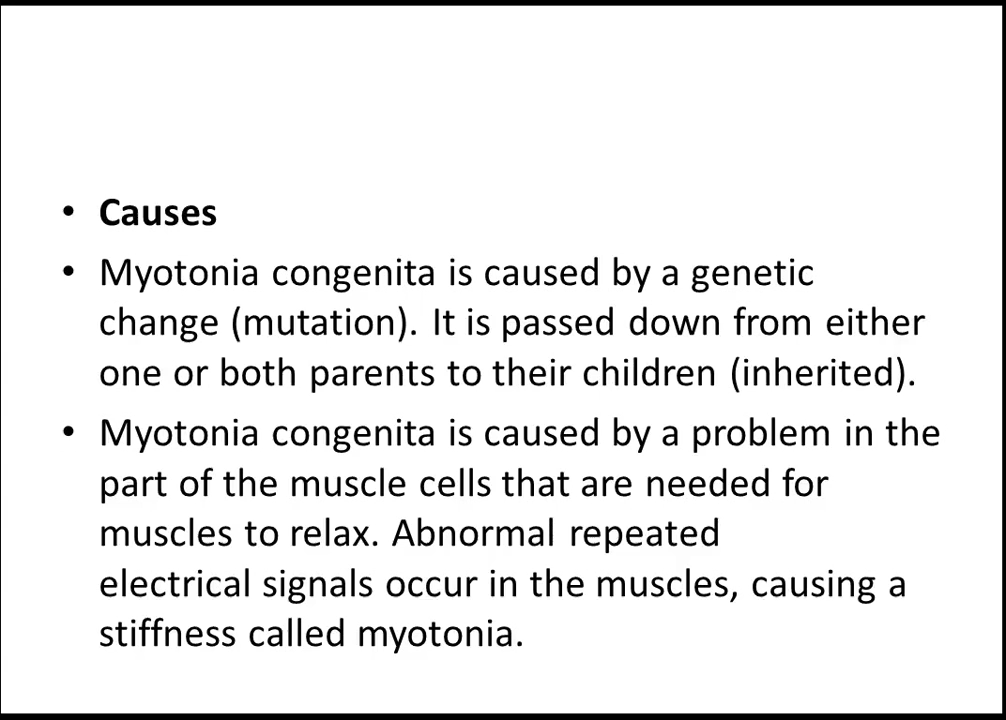 • Causes
• Myotonia congenita is caused by a genetic
change (mutation). It is passed down from either
one or both parents to their children (inherited).
• Myotonia congenita is caused by a problem in the
part of the muscle cells that are needed for
muscles to relax. Abnormal repeated
electrical signals occur in the muscles, causing a
stiffness called myotonia.